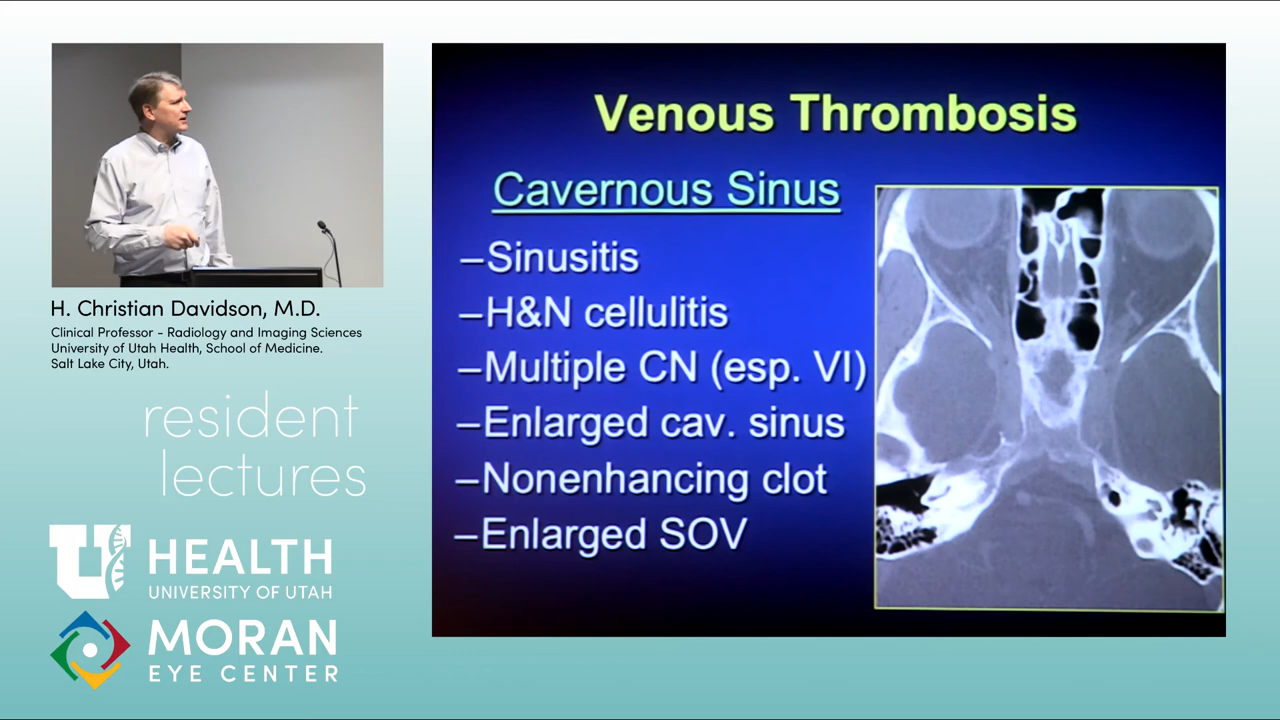 H. Christian Davidson, M.D.
Clinical Professor - Radiology and Imaging Sciences
University of Utah Health, School of Medicine.
Salt Lake City, Utah.
resident
lectures
U HEALTH
UNIVERSITY OF UTAH
MORAN
EYE CENTER
Venous Thrombosis
Cavernous Sinus
–Sinusitis
–H&N cellulitis
–Multiple CN (esp. VI)
–Enlarged cav. sinus
–Nonenhancing clot
–Enlarged SOV